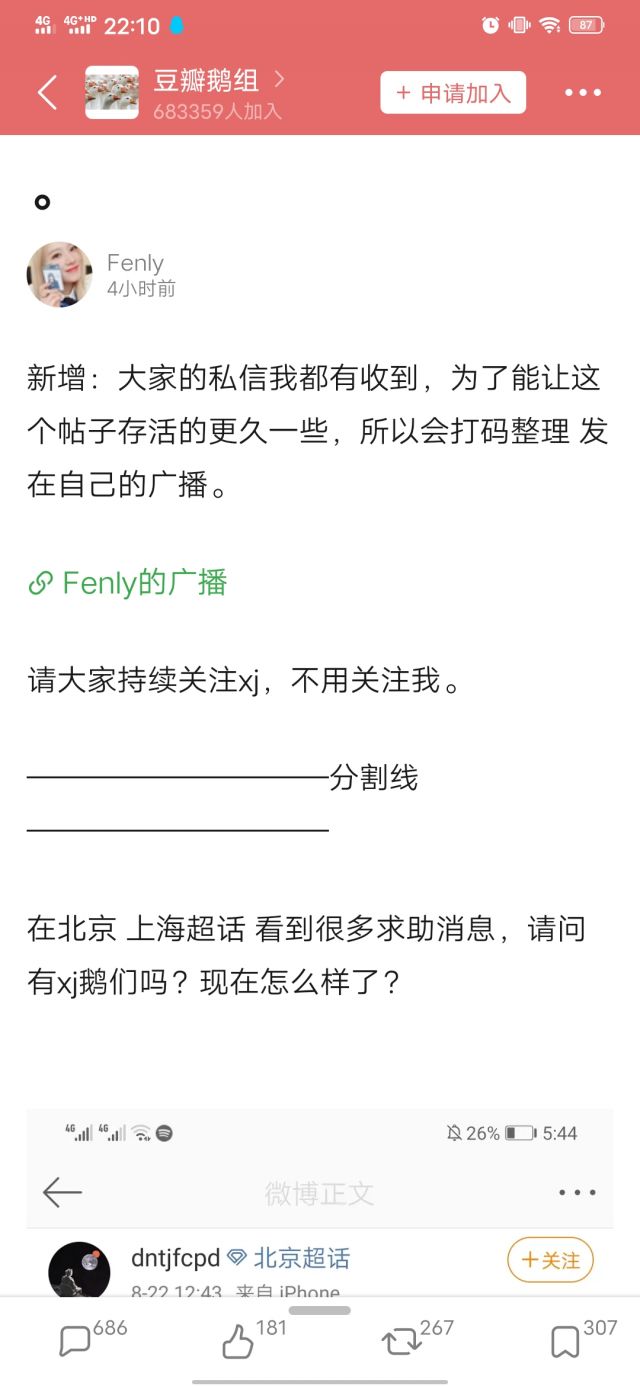 4G 4G+HD 22:10 87
豆瓣鹅组
683359人加入
+ 申请加入
Fenly
4小时前
新增：大家的私信我都有收到，为了能让这
个帖子存活的更久一些，所以会打码整理 发
在自己的广播。
Fenly的广播
请大家持续关注xj，不用关注我。
——————————分割线
——————————
在北京 上海超话 看到很多求助消息，请问
有xj鹅们吗？现在怎么样了？
4G 4G 26% 5:44
微博正文
dntjfcpd 北京超话
+关注
8-22 12:43 来自 iPhone
686 181 267 307